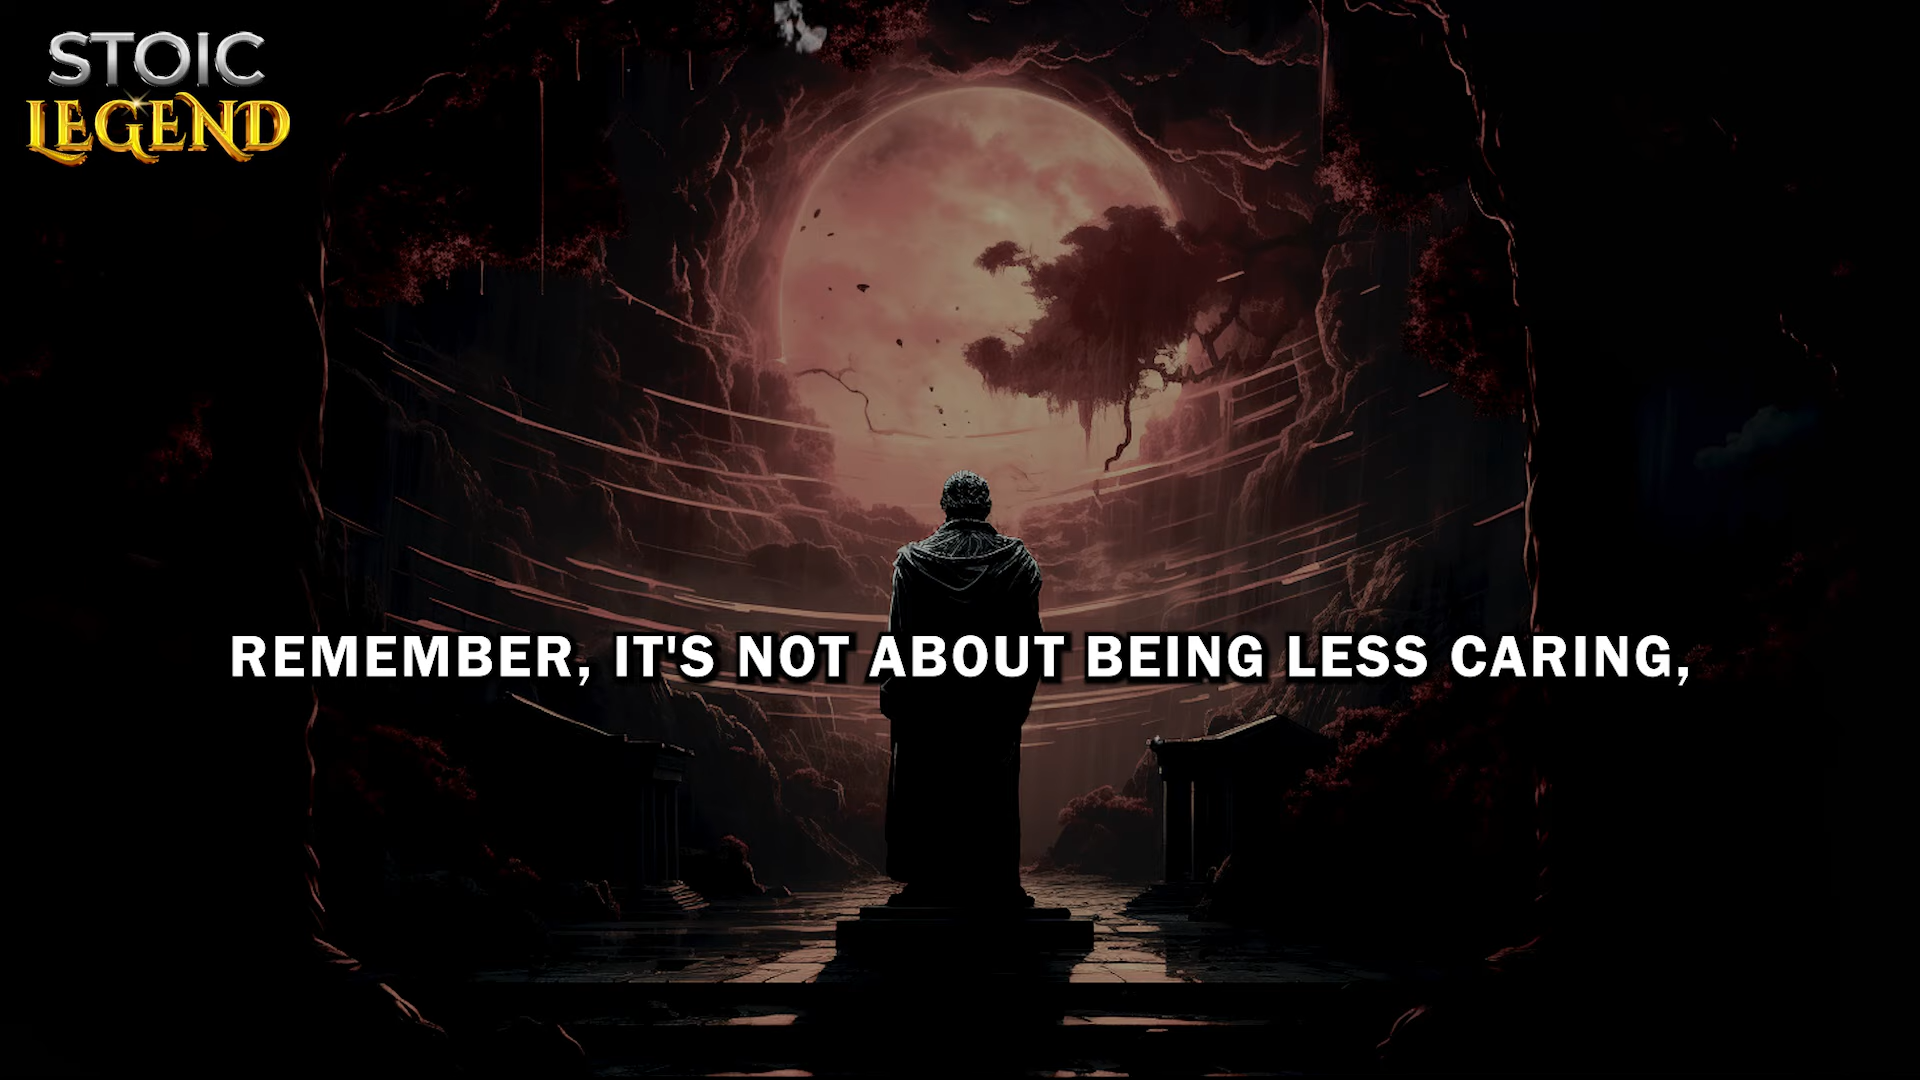 STOIC
LEGEND
REMEMBER, IT'S NOT ABOUT BEING LESS CARING,